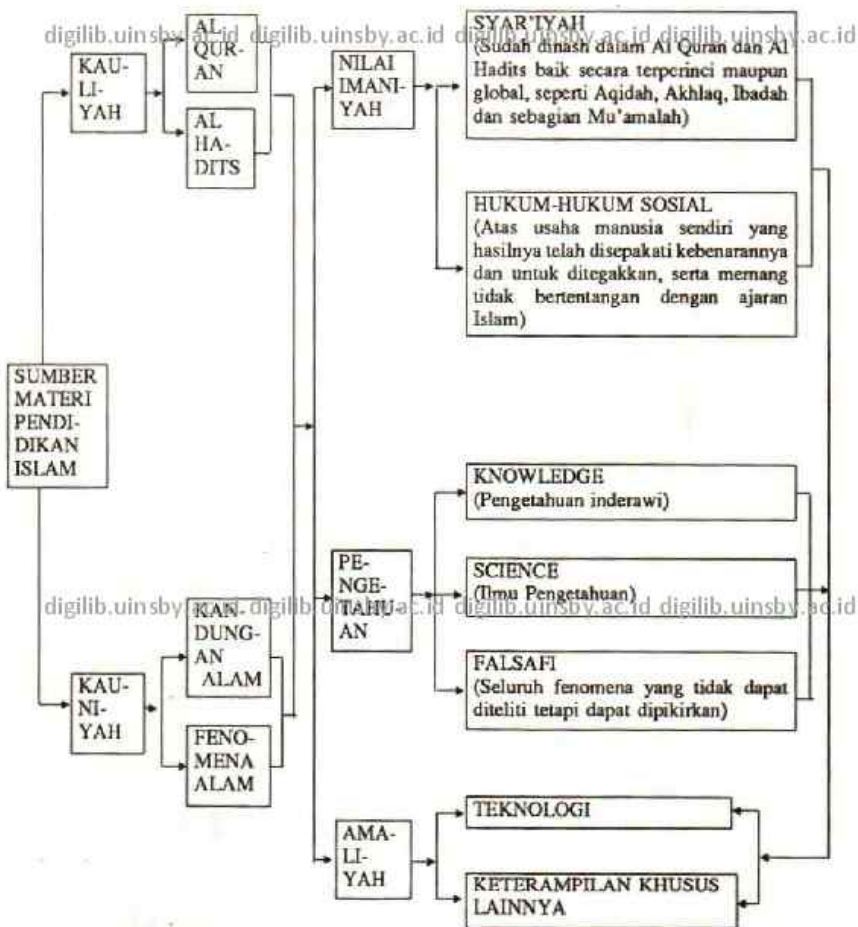 digilib.uinsby.ac.id digilib.uinsby.ac.id digilib.uinsby.ac.id digilib.uinsby.ac.id
SUMBER
MATERI
PENDI-
DIKAN
ISLAM
KAU-
LI-
YAH
AL
QUR-
AN
AL
HA-
DITS
KAU-
NI-
YAH
KAN
DUNG-
AN
ALAM
FENO-
MENA
ALAM
NILAI
IMANI-
YAH
SYAR'IYAH
(Sudah dinash dalam Al Quran dan Al
Hadits baik secara terperinci maupun
global, seperti Aqidah, Akhlaq, Ibadah
dan sebagian Mu'amalah)
HUKUM-HUKUM SOSIAL
(Atas usaha manusia sendiri yang
hasilnya telah disepakati kebenarannya
dan untuk ditegakkan, serta memang
tidak bertentangan dengan ajaran
Islam)
PE-
NGE-
TAHU-
AN
KNOWLEDGE
(Pengetahuan inderawi)
SCIENCE
(Ilmu Pengetahuan)
FALSAFI
(Seluruh fenomena yang tidak dapat
diteliti tetapi dapat dipikirkan)
digilib.uinsby.ac.id digilib.uinsby.ac.id digilib.uinsby.ac.id digilib.uinsby.ac.id
AMA-
LI-
YAH
TEKNOLOGI
KETERAMPILAN KHUSUS
LAINNYA